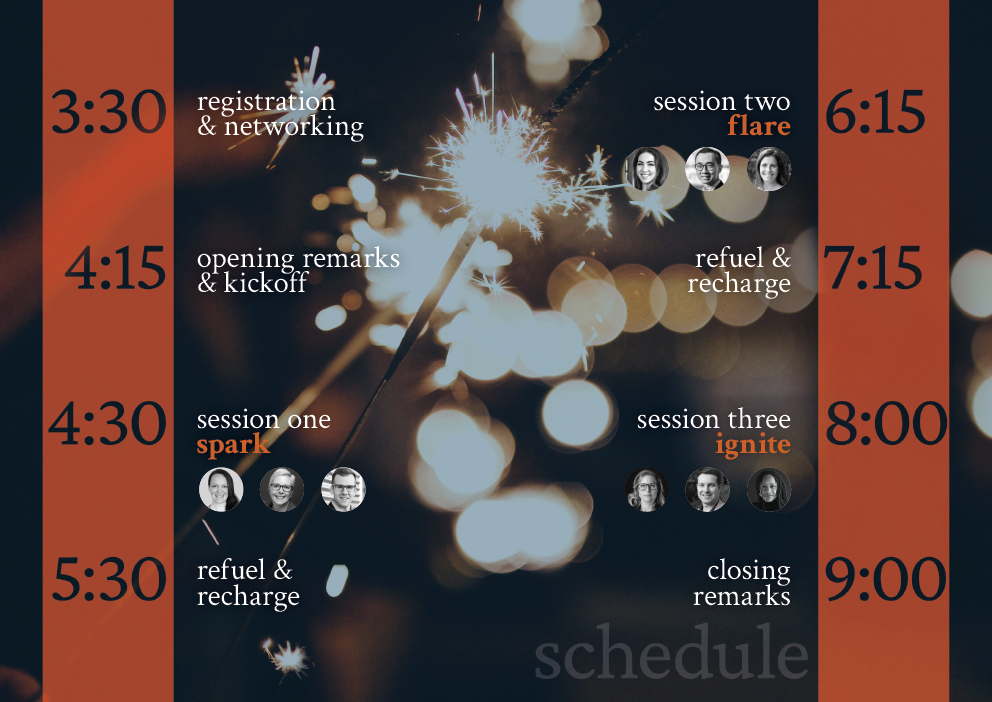 3:30
registration
& networking
4:15
opening remarks
& kickoff
4:30
session one
spark
5:30
refuel &
recharge
6:15
session two
flare
7:15
refuel &
recharge
8:00
session three
ignite
9:00
closing
remarks
schedule